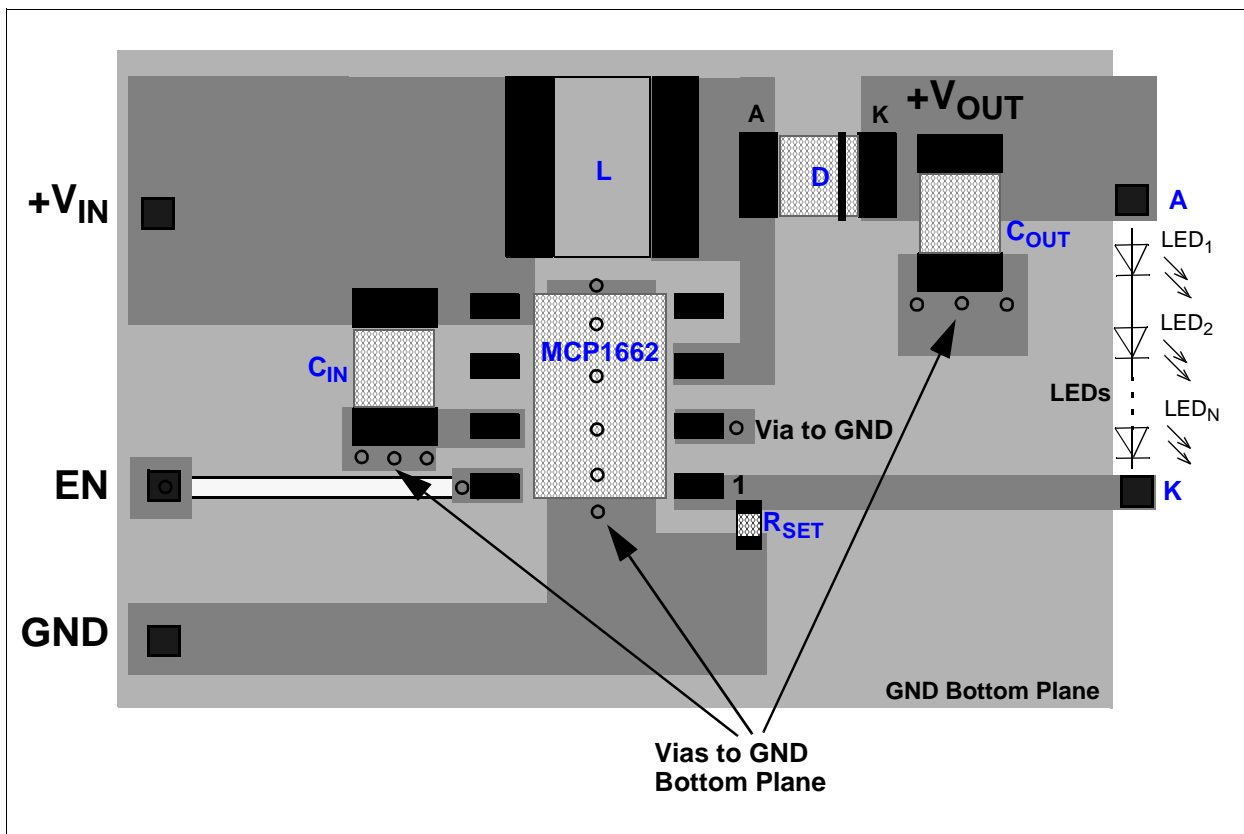 +VOUT
A
K
L
D
+VIN
A
COUT
LED1
LED2
MCP1662
CIN
LEDs
LEDN
Via to GND
EN
1
K
RSET
GND
GND Bottom Plane
Vias to GND
Bottom Plane